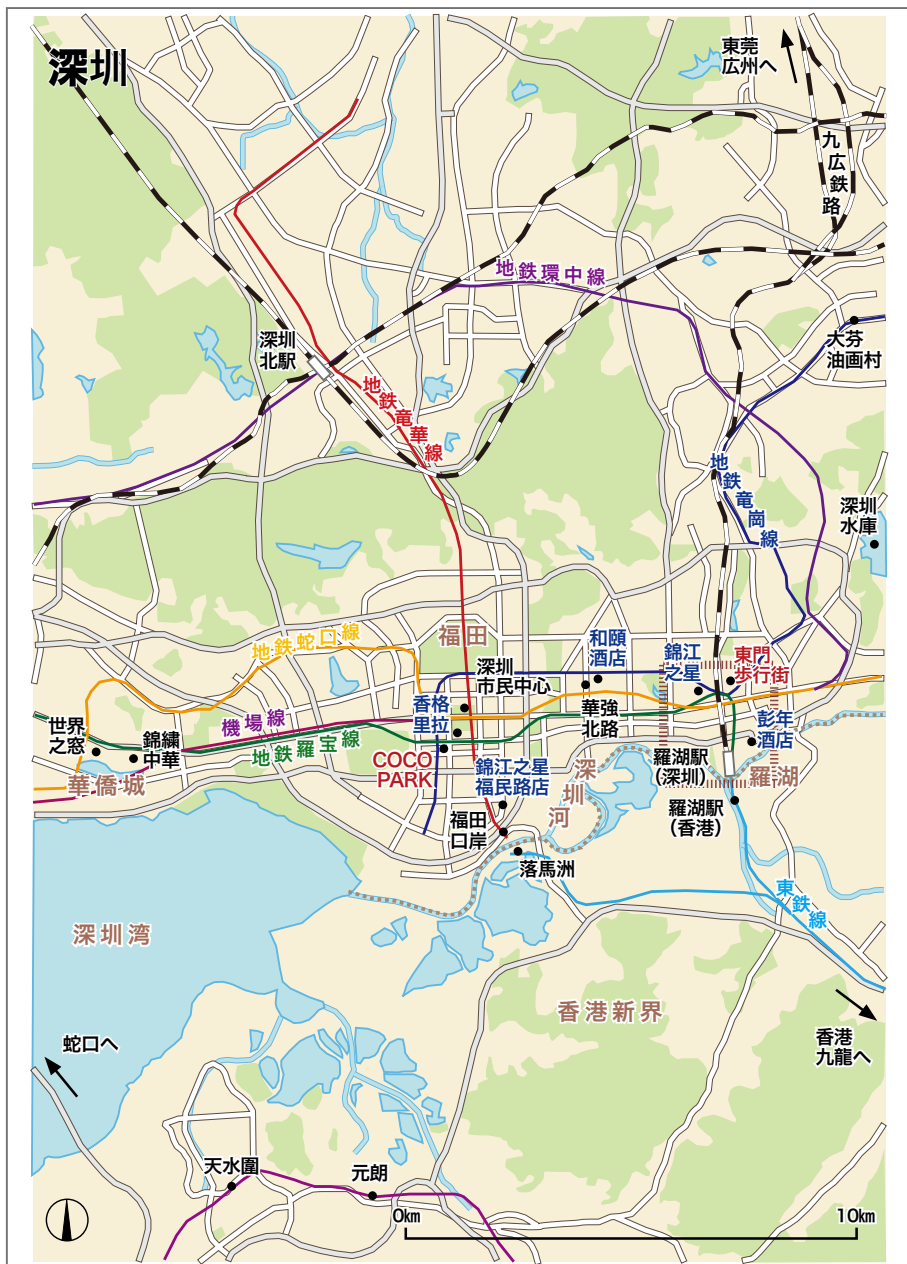 深圳
東莞
広州へ
九広鉄路
地鉄環中線
深圳
北駅
大芬
油画村
地鉄竜華線
地鉄竜崗線
深圳
水庫
福田
地鉄蛇口線
和頤
酒店
錦江
之星
東門
歩行街
深圳
市民中心
香格
里拉
華強
北路
機場線
地鉄羅宝線
世界
之窓
錦繍
中華
華僑城
COCO
PARK
錦江之星
福民路店
深圳河
彭年
酒店
羅湖駅
(深圳)
羅湖
羅湖駅
(香港)
福田
口岸
落馬洲
東鉄線
深圳湾
香港新界
蛇口へ
香港
九龍へ
天水圍
元朗
0km
10km